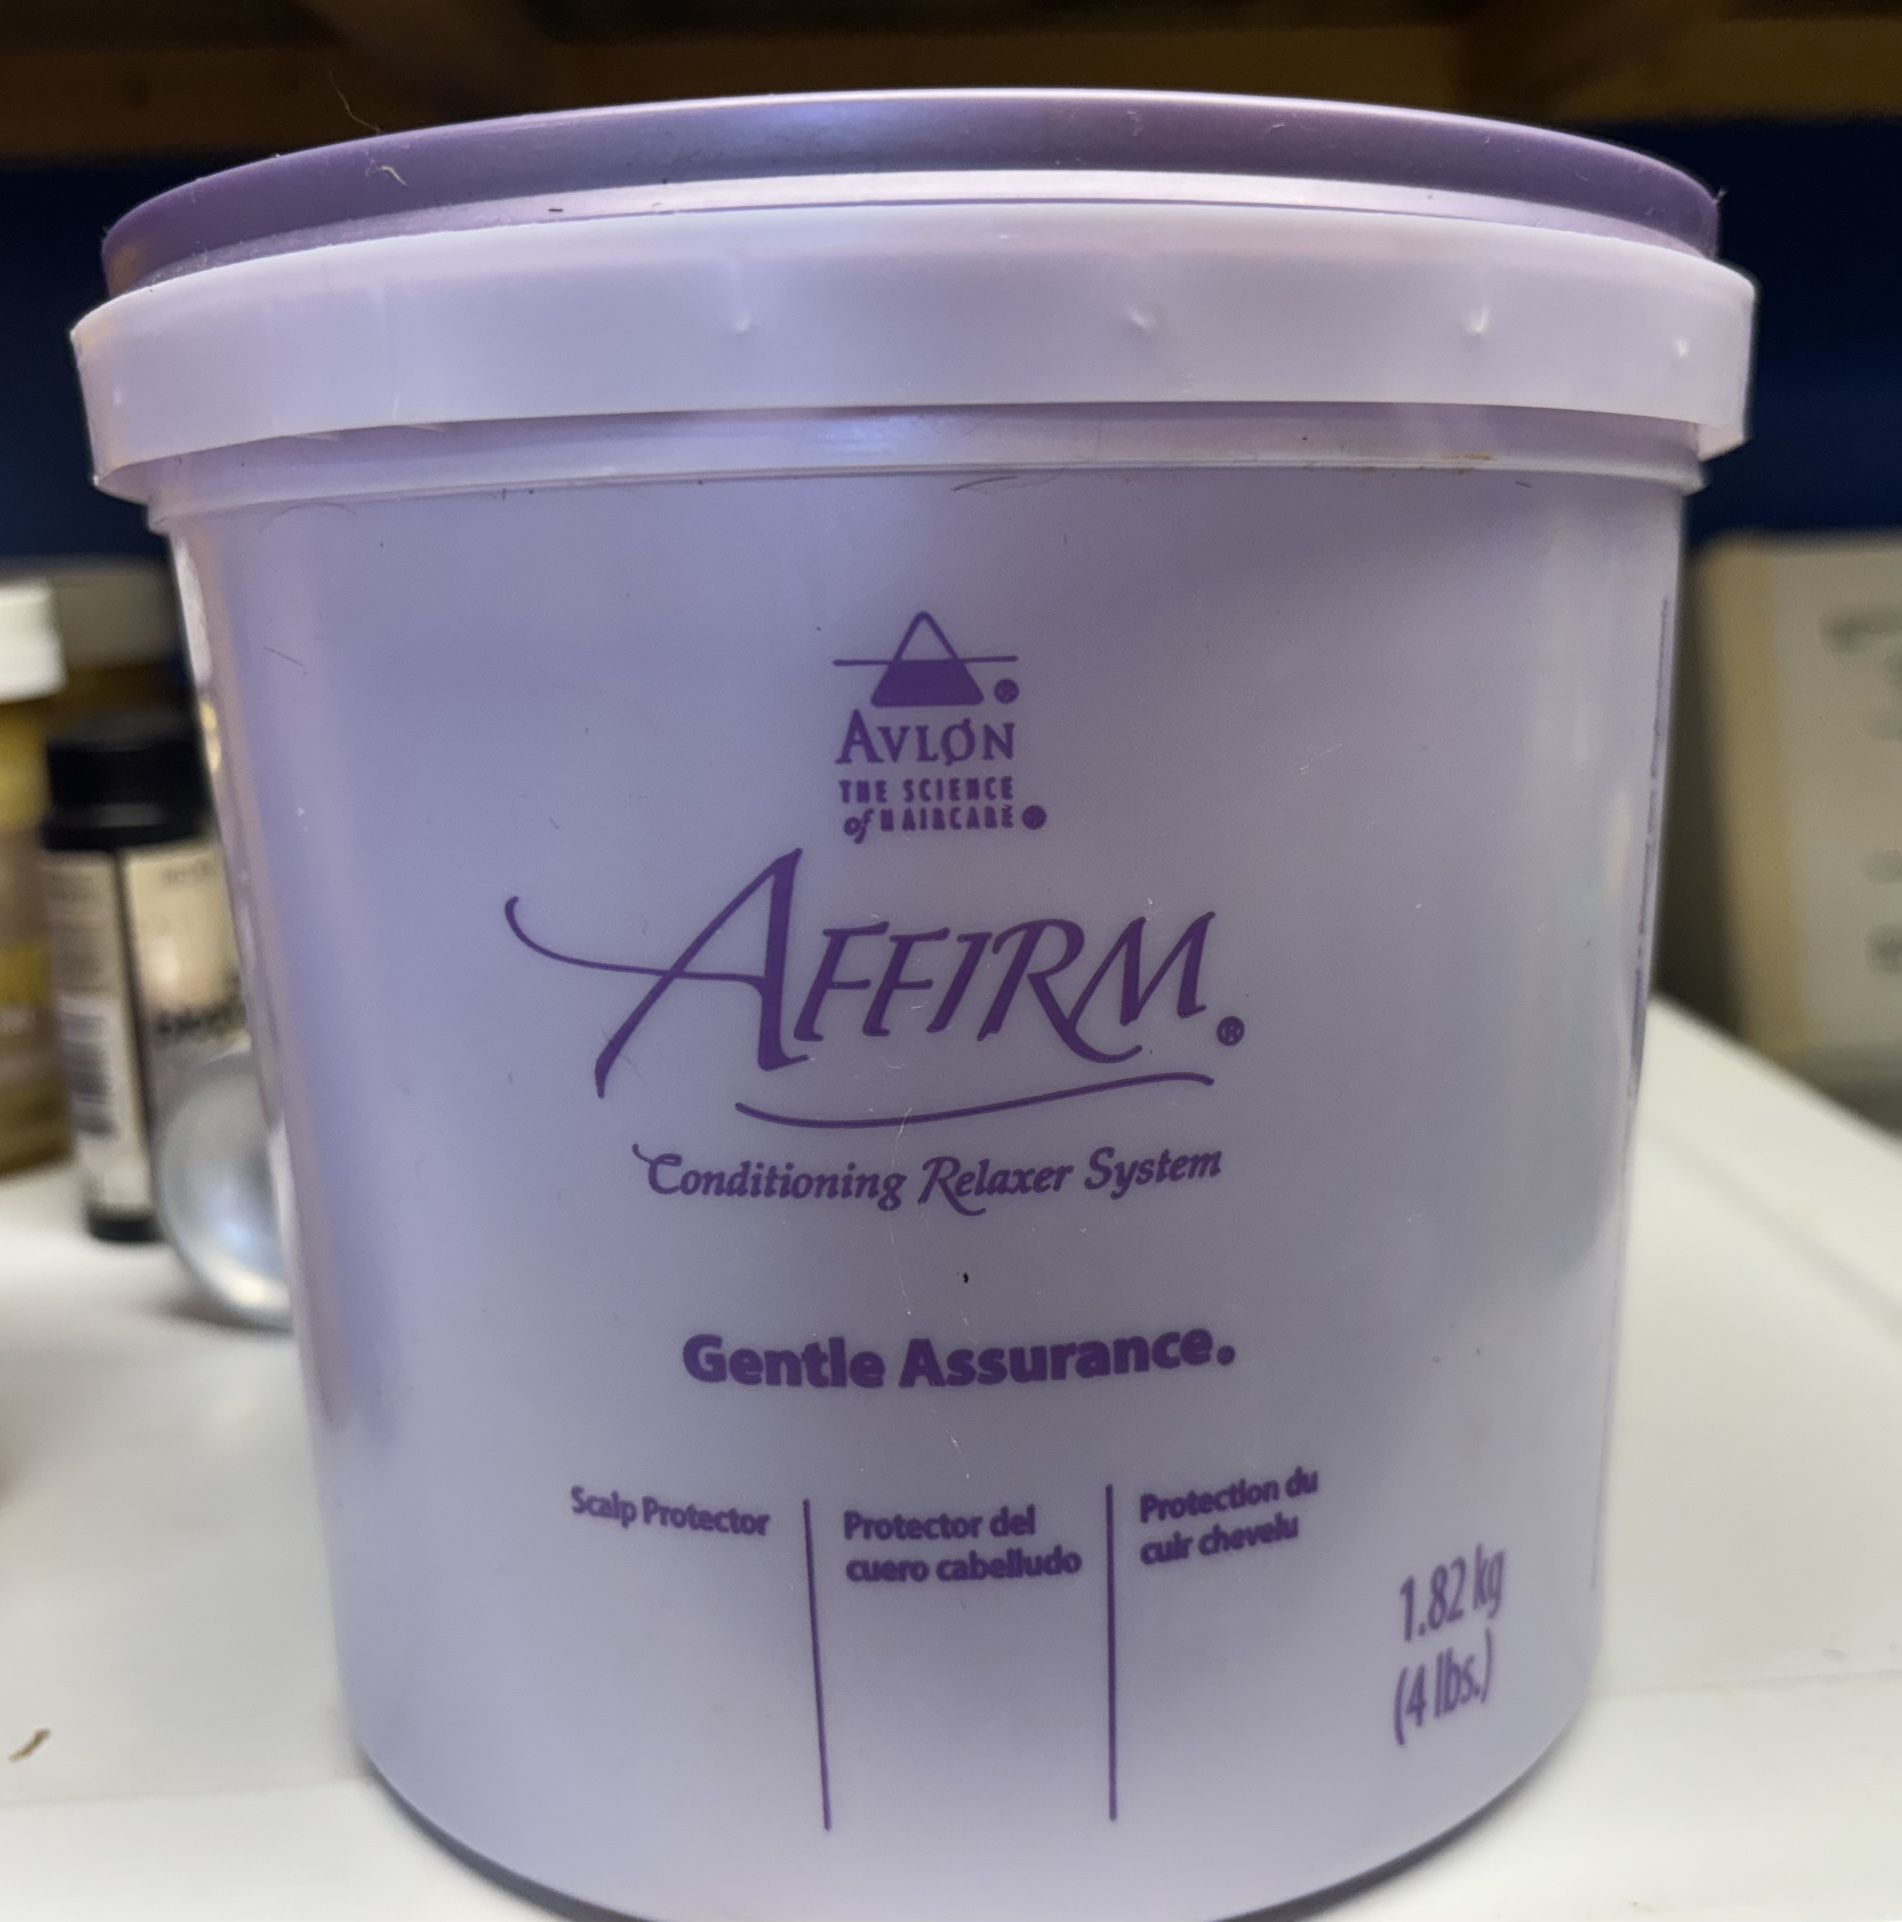 AVLØN
THE SCIENCE
of HAIRCARE®
AFFIRM®
Conditioning Relaxer System
Gentle Assurance®
Scalp Protector
Protector del
cuero cabelludo
Protection du
cuir chevelu
1.82 kg
(4 lbs.)